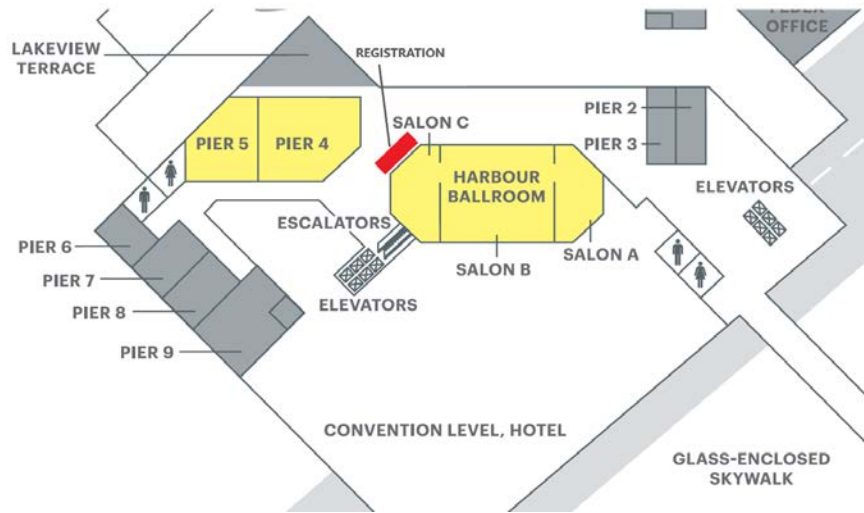 FEDEX
OFFICE
LAKEVIEW
TERRACE
REGISTRATION
SALON C
PIER 2
PIER 3
PIER 5
PIER 4
HARBOUR
BALLROOM
ELEVATORS
ESCALATORS
PIER 6
PIER 7
PIER 8
PIER 9
SALON B
SALON A
ELEVATORS
CONVENTION LEVEL, HOTEL
GLASS-ENCLOSED
SKYWALK